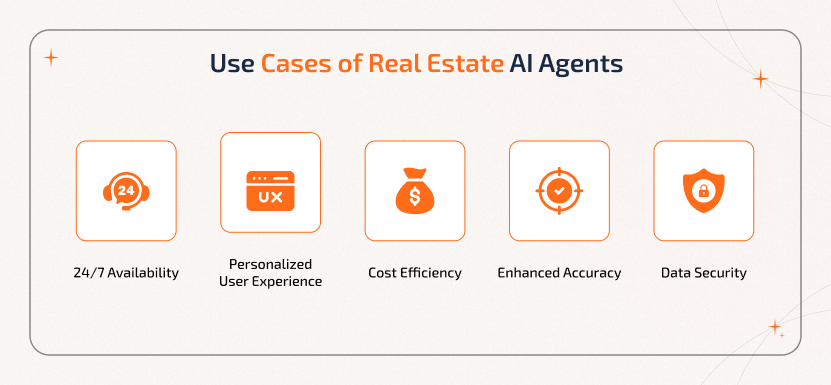 Use Cases of Real Estate AI Agents
24
UX
$
24/7 Availability
Personalized
User Experience
Cost Efficiency
Enhanced Accuracy
Data Security